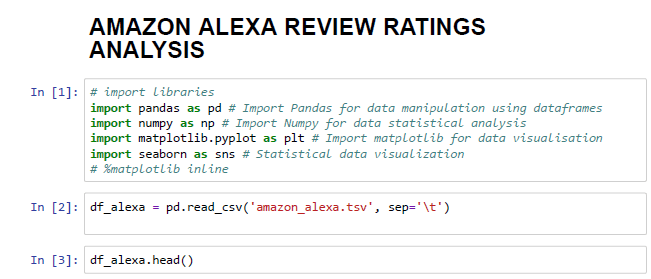 AMAZON ALEXA REVIEW RATINGS
ANALYSIS
In [1]: # import libraries
import pandas as pd # Import Pandas for data manipulation using dataframes
import numpy as np # Import Numpy for data statistical analysis
import matplotlib.pyplot as plt # Import matplotlib for data visualisation
import seaborn as sns # Statistical data visualization
# %matplotlib inline
In [2]: df_alexa = pd.read_csv('amazon_alexa.tsv', sep='\t')
In [3]: df_alexa.head()